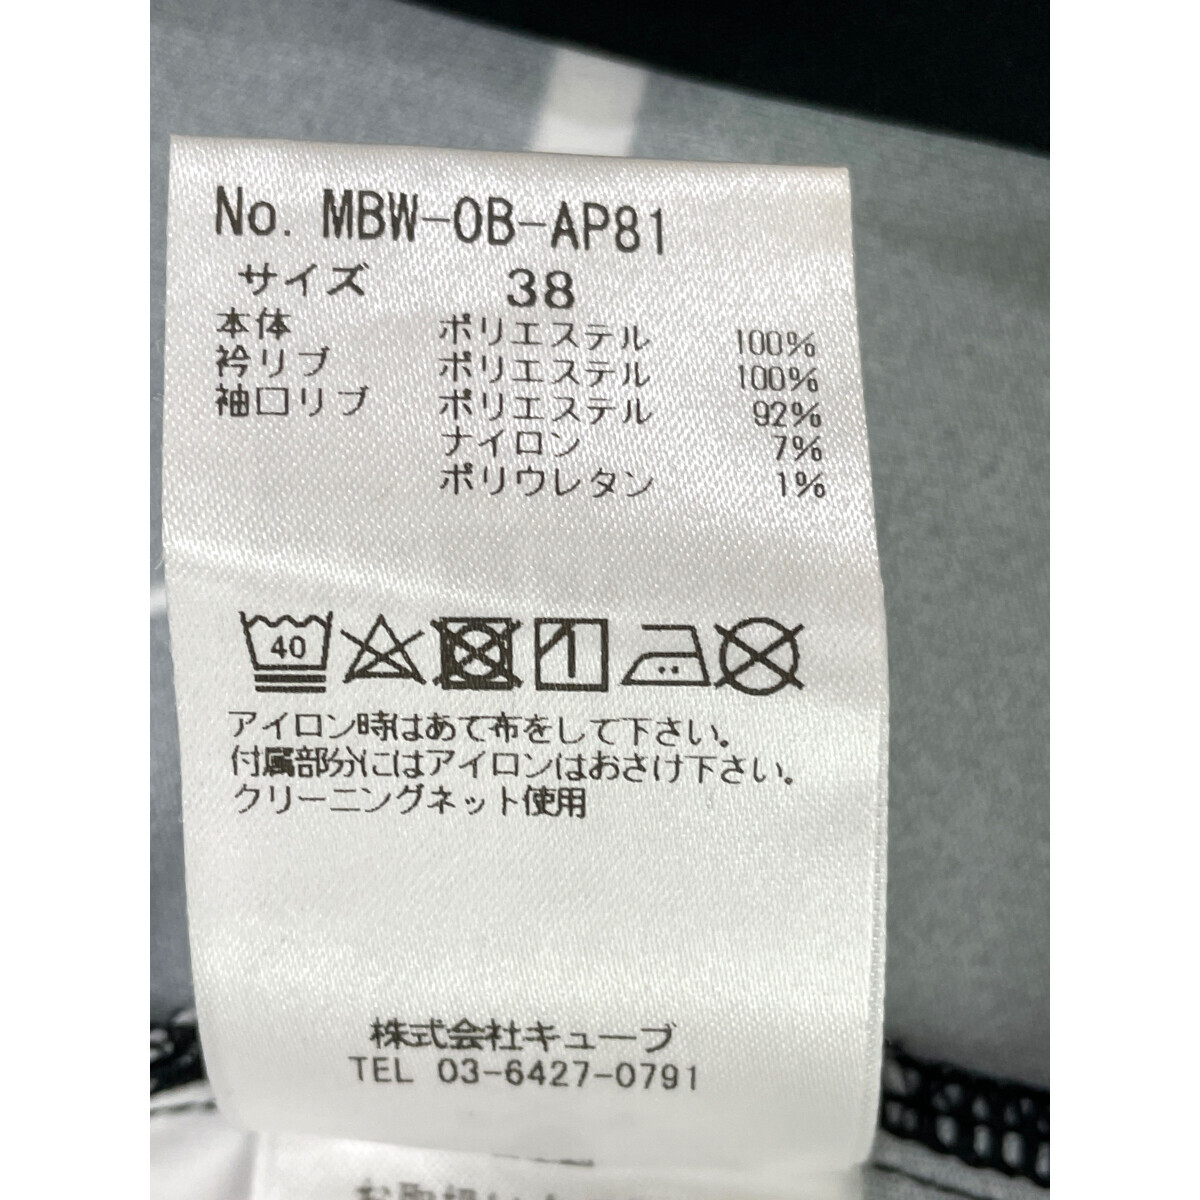 No. MBW-0B-AP81
サイズ 38
本体 ポリエステル 100%
衿リブ ポリエステル 100%
袖口リブ ポリエステル 92%
ナイロン 7%
ポリウレタン 1%
40
アイロン時はあて布をして下さい。
付属部分にはアイロンはおさけ下さい。
クリーニングネット使用
株式会社キューブ
TEL 03-6427-0791